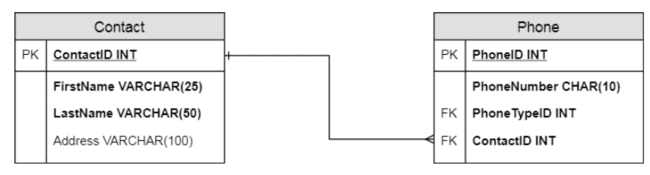 Contact
PK ContactID INT
FirstName VARCHAR(25)
LastName VARCHAR(50)
Address VARCHAR(100)
Phone
PK PhoneID INT
PhoneNumber CHAR(10)
FK PhoneTypeID INT
FK ContactID INT